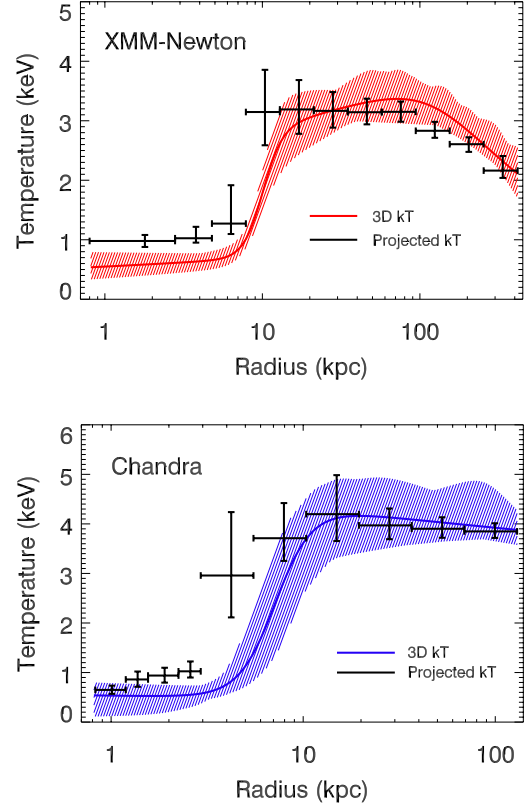 5
XMM-Newton
4
3
2
1
0
Temperature (keV)
3D kT
Projected kT
1 10 100
Radius (kpc)
6
Chandra
5
4
3
2
1
0
Temperature (keV)
3D kT
Projected kT
1 10 100
Radius (kpc)